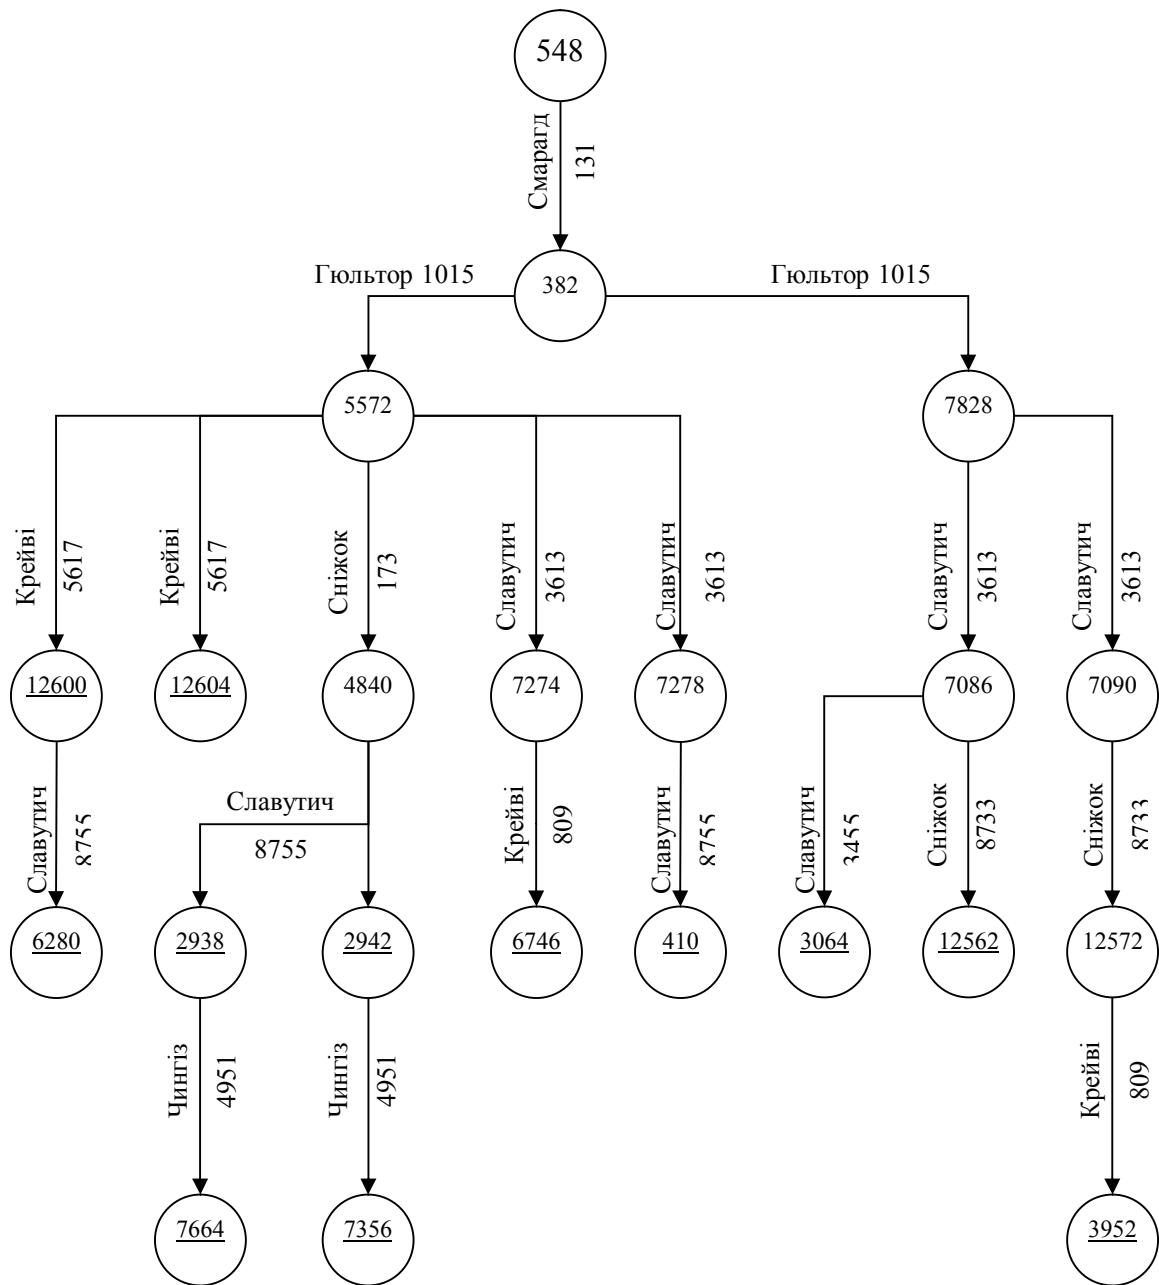 548
Смарагд
131
Гюльтор 1015
382
Гюльтор 1015
5572
7828
Крейві
5617
Крейві
5617
Сніжок
173
Славутич
3613
Славутич
3613
Славутич
3613
Славутич
3613
12600
12604
4840
7274
7278
7086
7090
Славутич
8755
Славутич
8755
Крейві
809
Славутич
8755
Славутич
3455
Сніжок
8733
Сніжок
8733
6280
2938
2942
6746
410
3064
12562
12572
Чингіз
4951
Чингіз
4951
Крейві
809
7664
7356
3952